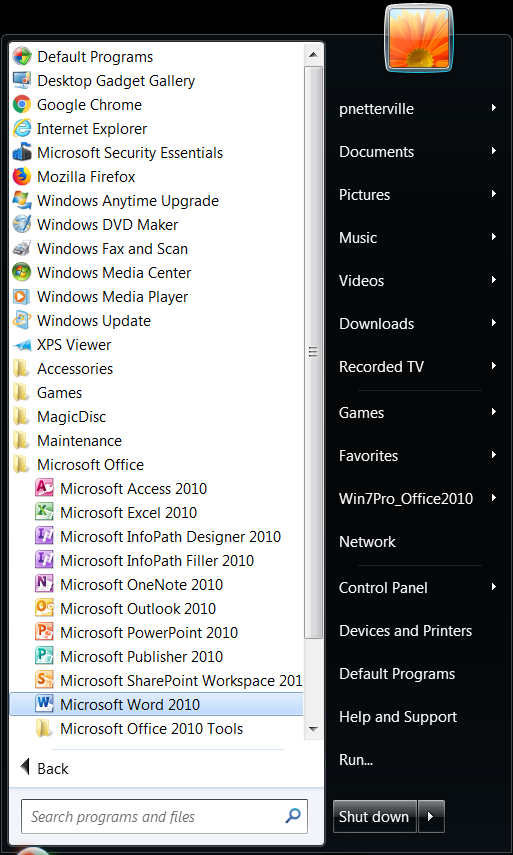 Default Programs
Desktop Gadget Gallery
Google Chrome
Internet Explorer
Microsoft Security Essentials
Mozilla Firefox
Windows Anytime Upgrade
Windows DVD Maker
Windows Fax and Scan
Windows Media Center
Windows Media Player
Windows Update
XPS Viewer
Accessories
Games
MagicDisc
Maintenance
Microsoft Office
Microsoft Access 2010
Microsoft Excel 2010
Microsoft InfoPath Designer 2010
Microsoft InfoPath Filler 2010
Microsoft OneNote 2010
Microsoft Outlook 2010
Microsoft PowerPoint 2010
Microsoft Publisher 2010
Microsoft SharePoint Workspace 201
Microsoft Word 2010
Microsoft Office 2010 Tools
Back
Search programs and files
pnetterville
Documents
Pictures
Music
Videos
Downloads
Recorded TV
Games
Favorites
Win7Pro_Office2010
Network
Control Panel
Devices and Printers
Default Programs
Help and Support
Run...
Shut down